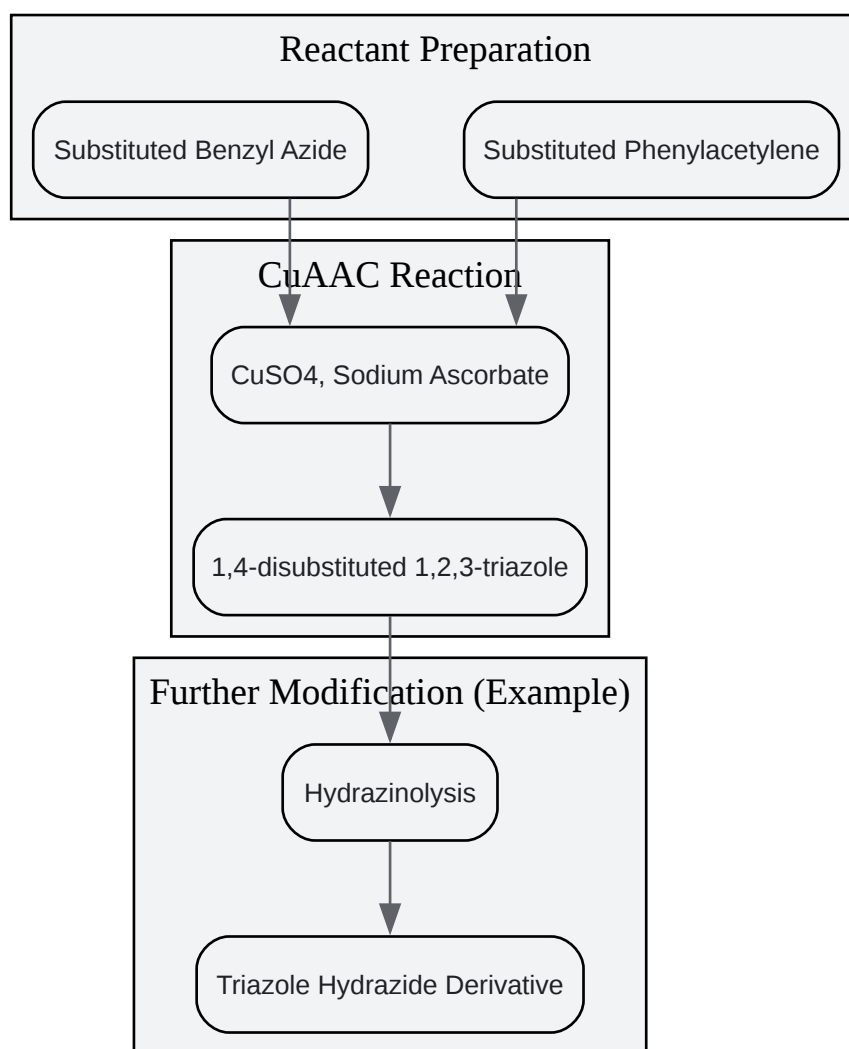 Reactant Preparation
Substituted Benzyl Azide
Substituted Phenylacetylene
CuAAC Reaction
CuSO4, Sodium Ascorbate
1,4-disubstituted 1,2,3-triazole
Further Modification (Example)
Hydrazinolysis
Triazole Hydrazide Derivative